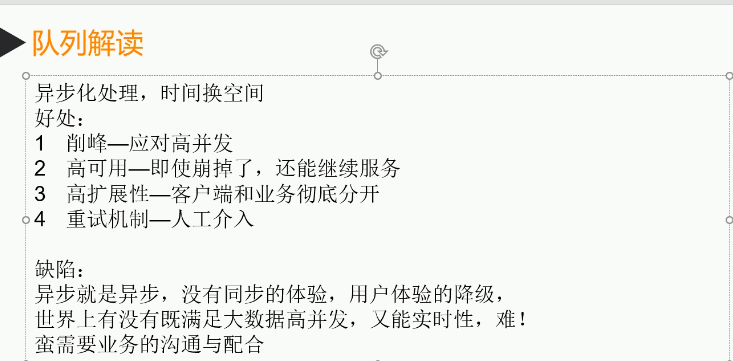 队列解读
异步化处理，时间换空间
好处：
1 削峰—应对高并发
2 高可用—即使崩掉了，还能继续服务
3 高扩展性—客户端和业务彻底分开
4 重试机制—人工介入
缺陷：
异步就是异步，没有同步的体验，用户体验的降级，
世界上有没有既满足大数据高并发，又能实时性，难！
蛮需要业务的沟通与配合